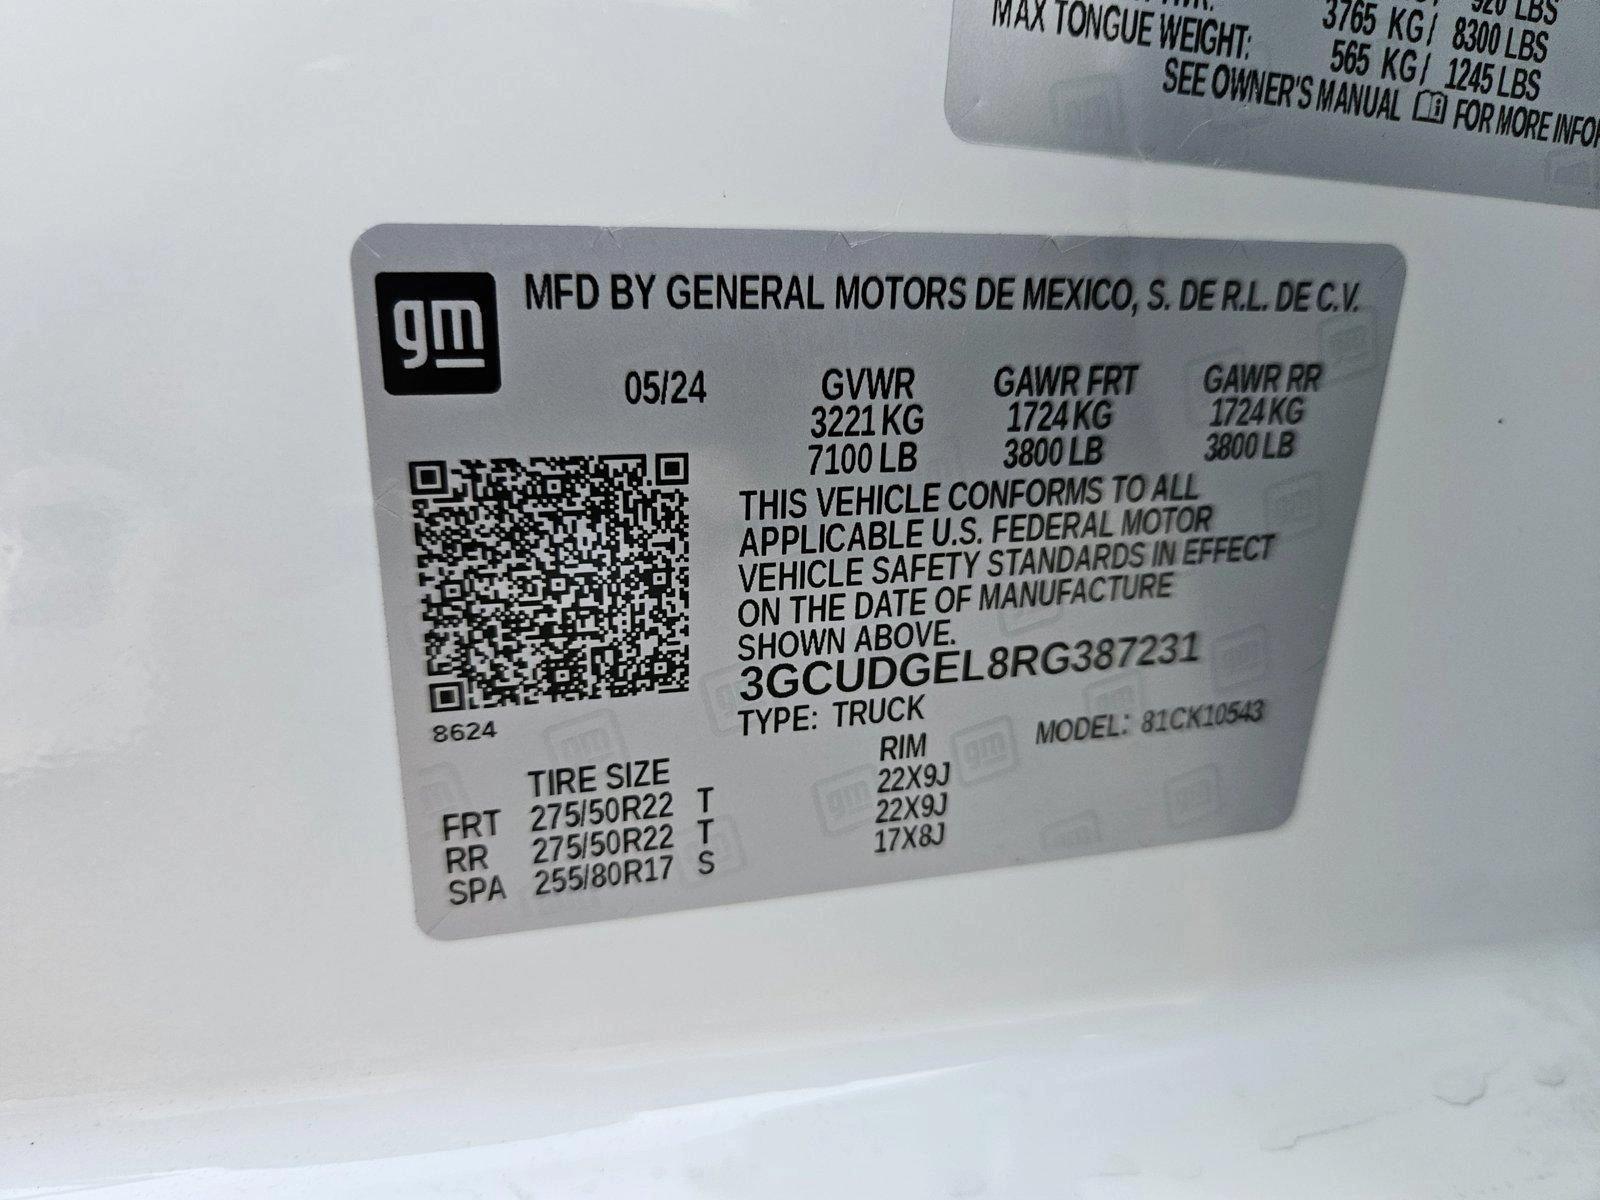 920 LBS
3765 KG/ 8300 LBS
MAX TONGUE WEIGHT: 565 KG/ 1245 LBS
SEE OWNER'S MANUAL FOR MORE
gm
MFD BY GENERAL MOTORS DE MEXICO, S. DE R.L. DE C.V.
05/24 GVWR GAWR FRT GAWR RR
3221 KG 1724 KG 1724 KG
7100 LB 3800 LB 3800 LB
THIS VEHICLE CONFORMS TO ALL
APPLICABLE U.S. FEDERAL MOTOR
VEHICLE SAFETY STANDARDS IN EFFECT
ON THE DATE OF MANUFACTURE
SHOWN ABOVE.
3GCUDGEL8RG387231
8624
TYPE: TRUCK MODEL: 81CK10543
TIRE SIZE RIM
FRT 275/50R22 T 22X9J
RR 275/50R22 T 22X9J
SPA 255/80R17 S 17X8J